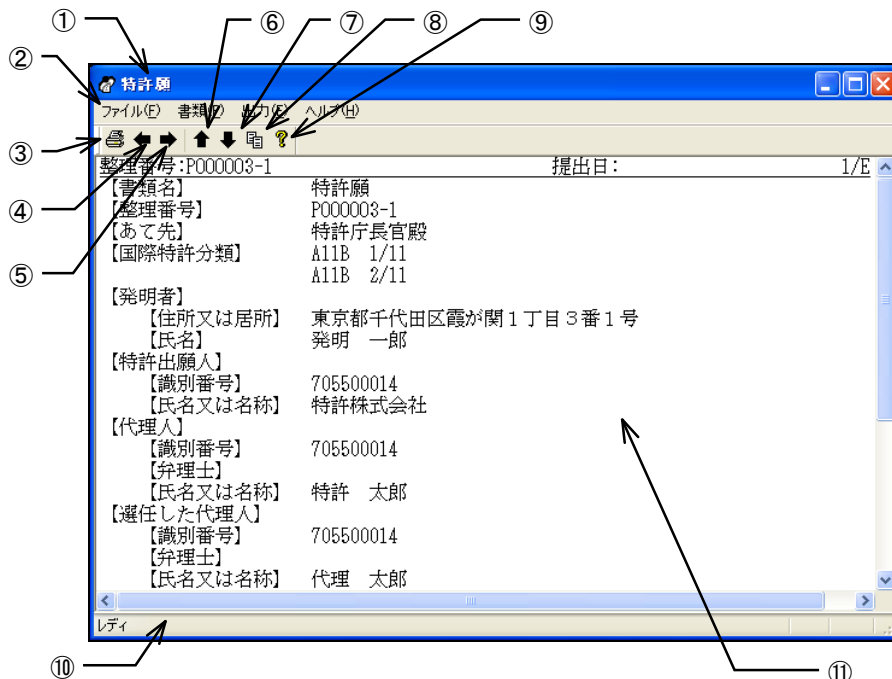 ① ⑥ ⑦ ⑧ ⑨
②
特許願
ファイル(F) 書類(P) 出力(E) ヘルプ(H)
③
整理番号:P000003-1 提出日: 1/E
【書類名】 特許願
④
【整理番号】 P000003-1
【あて先】 特許庁長官殿
【国際特許分類】 A11B 1/11
⑤
A11B 2/11
【発明者】
【住所又は居所】 東京都千代田区霞が関1丁目3番1号
【氏名】 発明 一郎
【特許出願人】
【識別番号】 705500014
【氏名又は名称】 特許株式会社
【代理人】
【識別番号】 705500014
【弁理士】
【氏名又は名称】 特許 太郎
【選任した代理人】
【識別番号】 705500014
【弁理士】
【氏名又は名称】 代理 太郎
レディ
⑩ ⑪